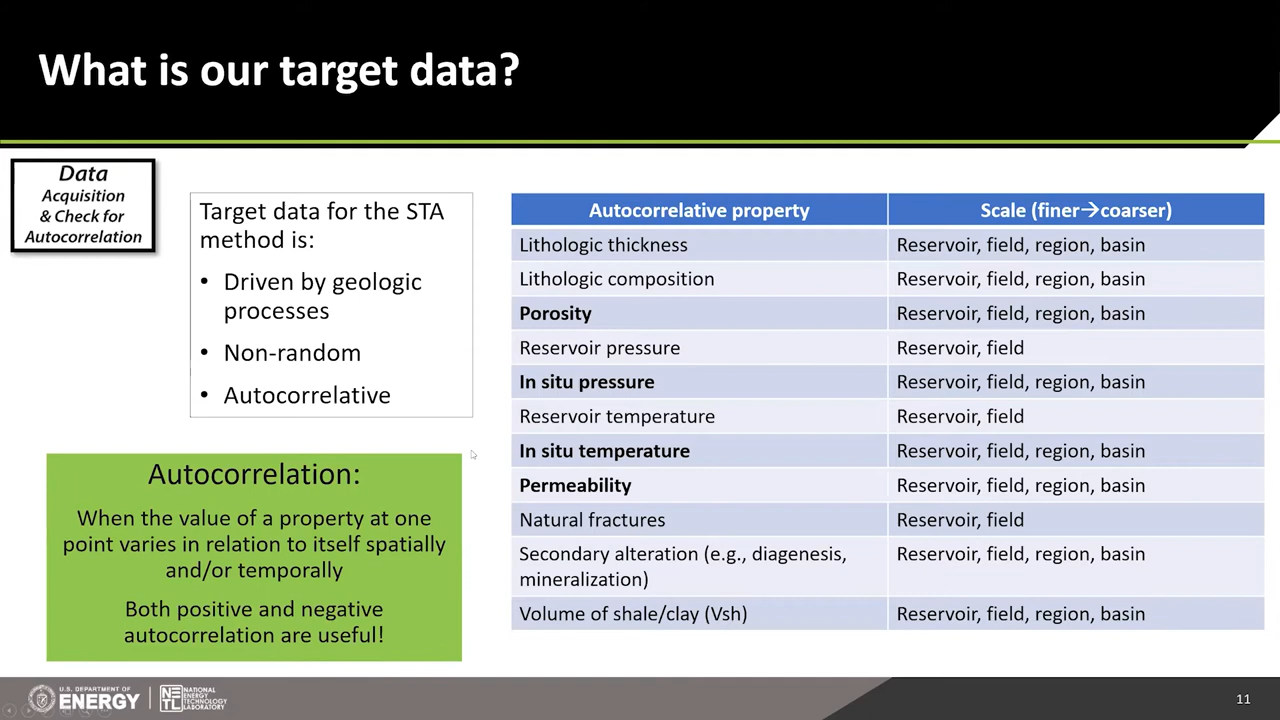 What is our target data?
Data
Acquisition
& Check for
Autocorrelation
Target data for the STA
method is:
• Driven by geologic
processes
• Non-random
• Autocorrelative
Autocorrelation:
When the value of a property at one
point varies in relation to itself spatially
and/or temporally
Both positive and negative
autocorrelation are useful!
Autocorrelative property Scale (finer→coarser)
Lithologic thickness Reservoir, field, region, basin
Lithologic composition Reservoir, field, region, basin
Porosity Reservoir, field, region, basin
Reservoir pressure Reservoir, field
In situ pressure Reservoir, field, region, basin
Reservoir temperature Reservoir, field
In situ temperature Reservoir, field, region, basin
Permeability Reservoir, field, region, basin
Natural fractures Reservoir, field
Secondary alteration (e.g., diagenesis, Reservoir, field, region, basin
mineralization)
Volume of shale/clay (Vsh) Reservoir, field, region, basin
U.S. DEPARTMENT OF
ENERGY
NETL
NATIONAL
ENERGY
TECHNOLOGY
LABORATORY
11